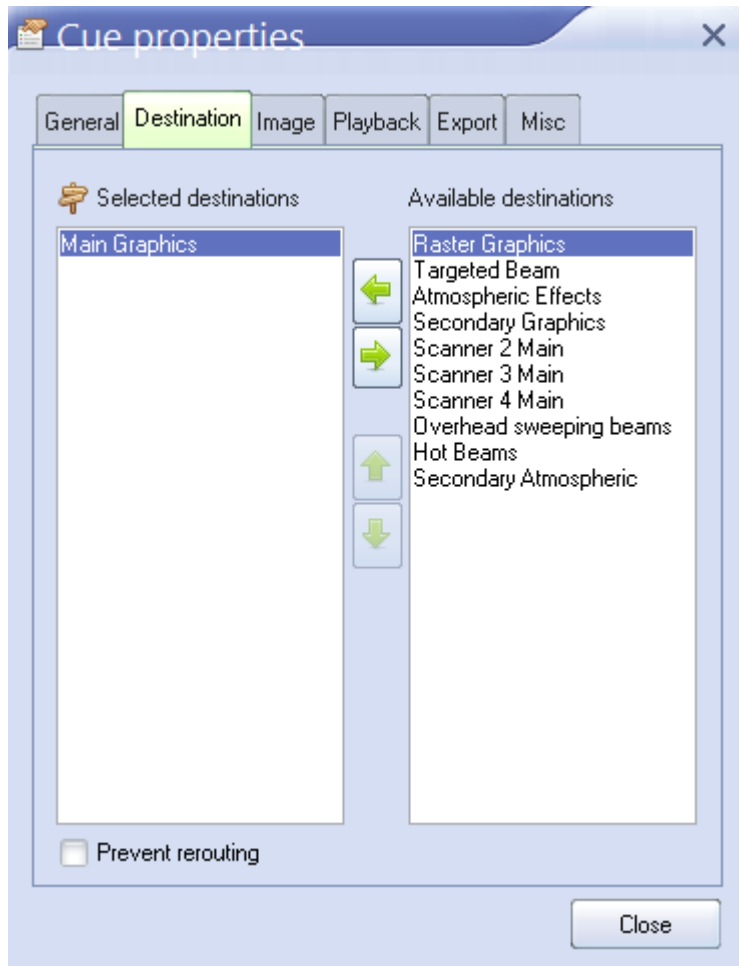 Cue properties
General Destination Image Playback Export Misc
Selected destinations
Main Graphics
Available destinations
Raster Graphics
Targeted Beam
Atmospheric Effects
Secondary Graphics
Scanner 2 Main
Scanner 3 Main
Scanner 4 Main
Overhead sweeping beams
Hot Beams
Secondary Atmospheric
Prevent rerouting
Close